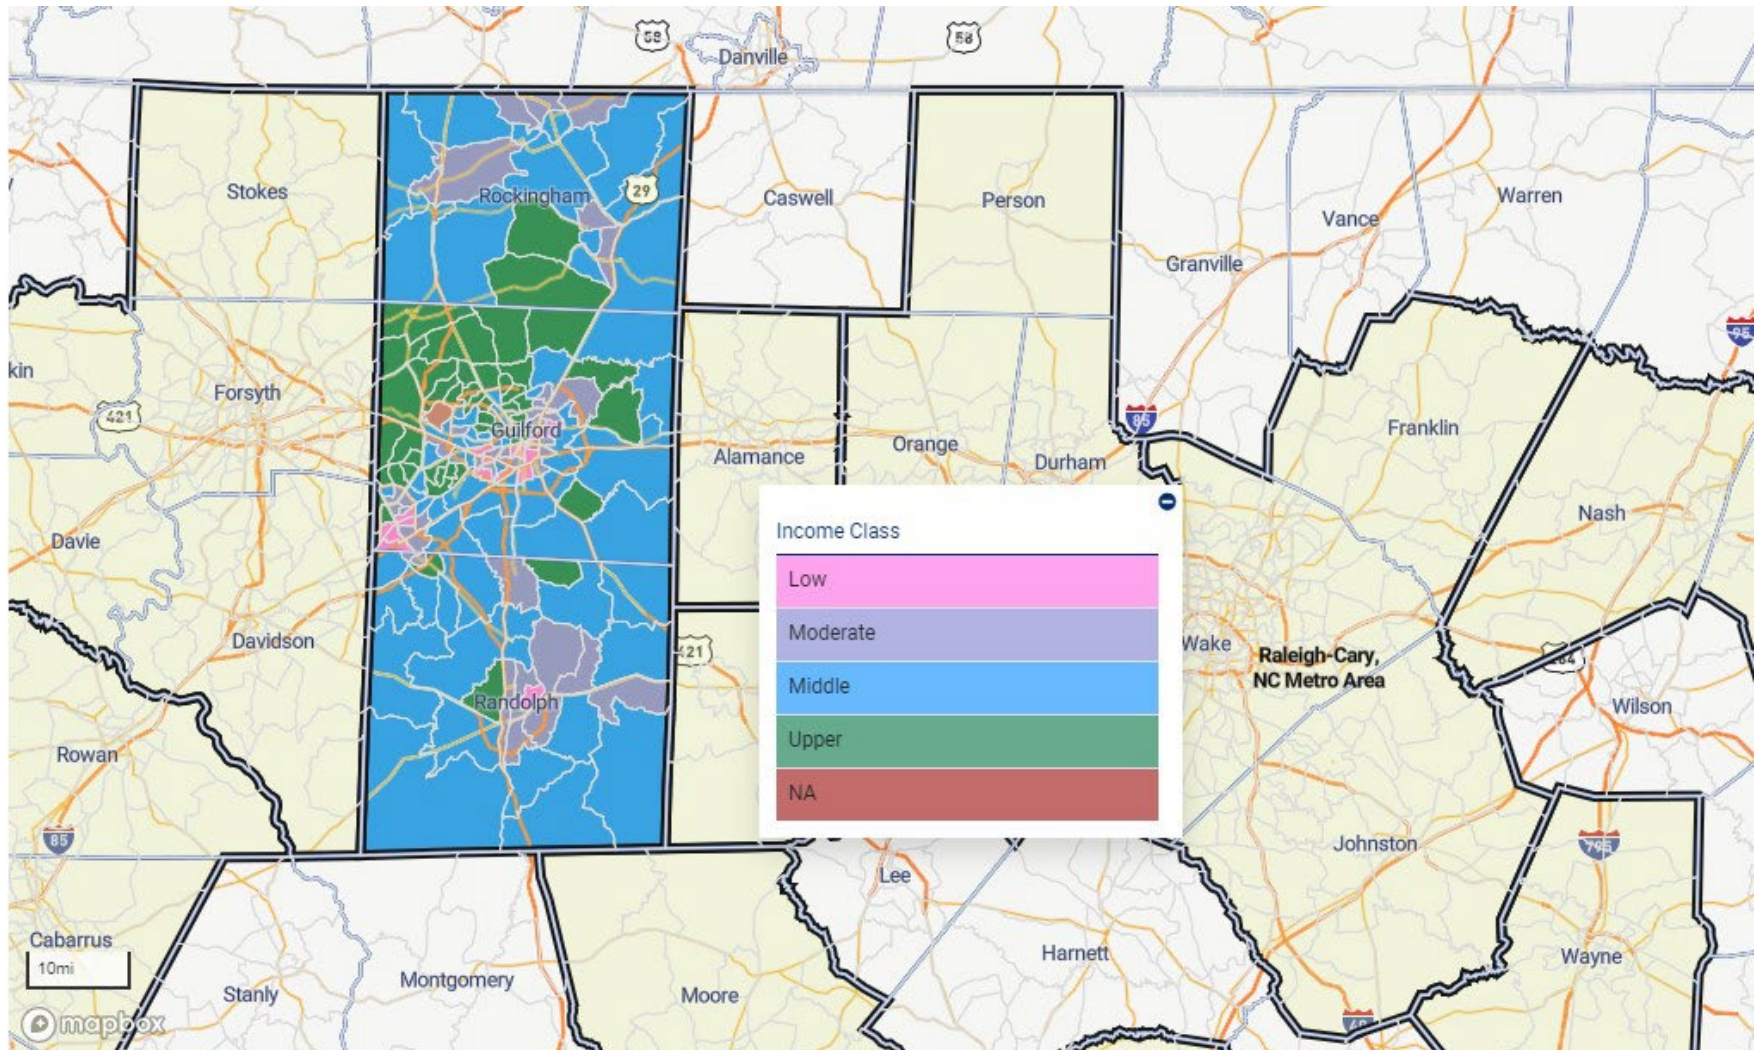 58
58
Danville
Stokes
Rockingham
29
Caswell
Person
Warren
Vance
Granville
95
kin
Forsyth
421
Guilford
Alamance
Orange
Durham
85
Franklin
Nash
Davie
Income Class
Low
Moderate
Middle
Upper
NA
Davidson
421
Wake
Raleigh-Cary,
NC Metro Area
Randolph
Wilson
Rowan
85
Johnston
795
Lee
Cabarrus
10mi
Stanly
Montgomery
Moore
Harnett
Wayne
mapbox